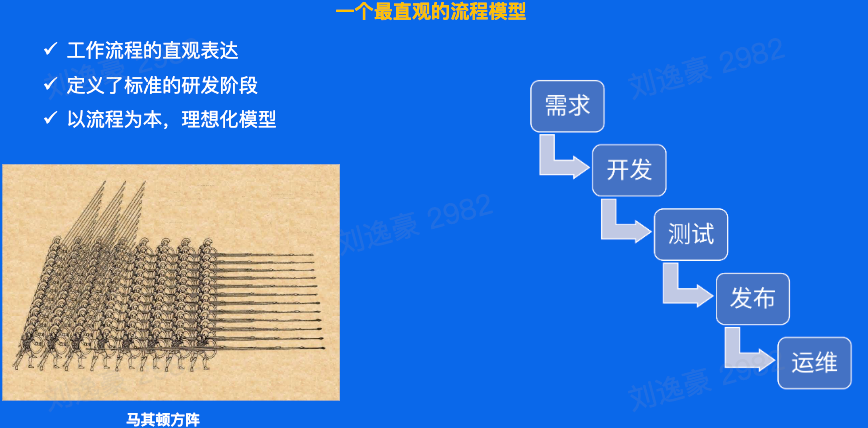 一个最直观的流程模型
✓ 工作流程的直观表达
✓ 定义了标准的研发阶段
✓ 以流程为本，理想化模型
需求
开发
测试
发布
运维
马其顿方阵
刘逸豪 2982
刘逸豪 2982
刘逸豪 2982
刘逸豪 2982
刘逸豪 2982